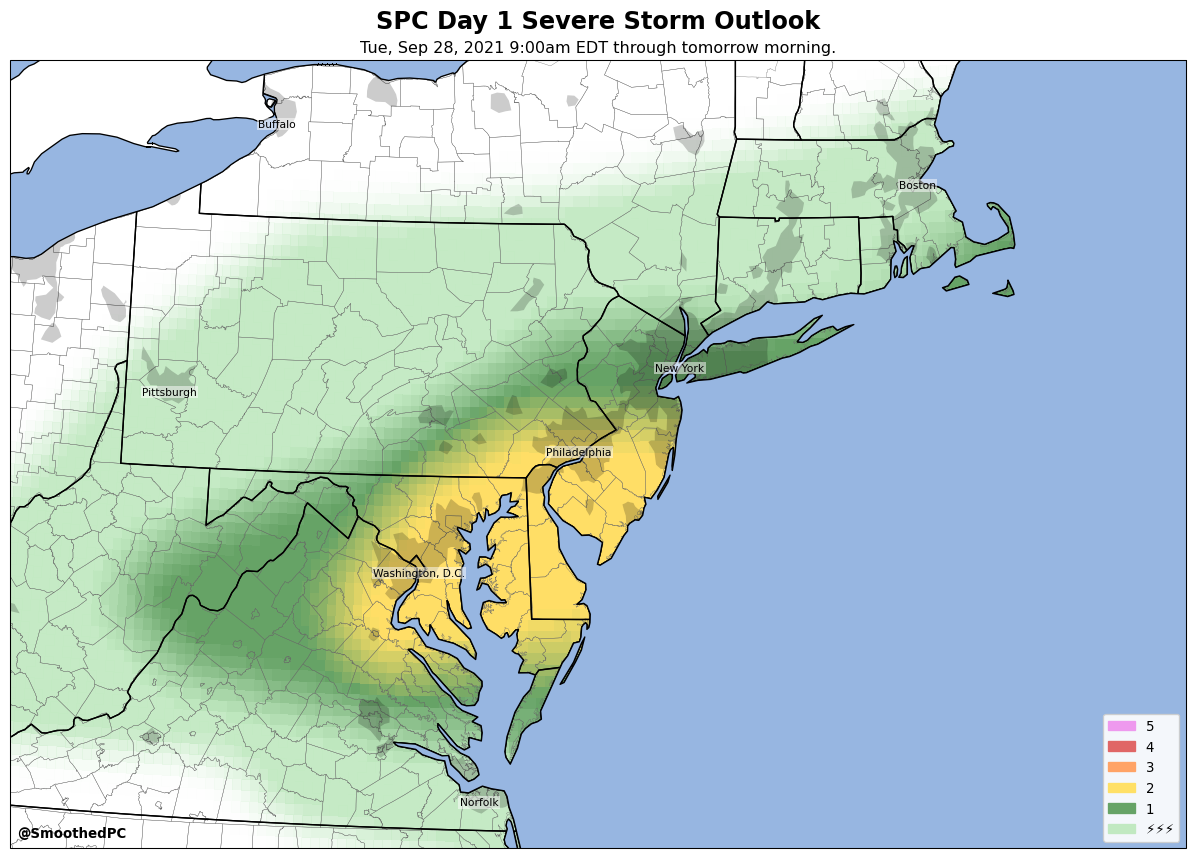 SPC Day 1 Severe Storm Outlook
Tue, Sep 28, 2021 9:00am EDT through tomorrow morning.
Buffalo
Boston
New York
Pittsburgh
Philadelphia
Washington, D.C.
Norfolk
5
4
3
2
1
⚡⚡⚡
@SmoothedPC